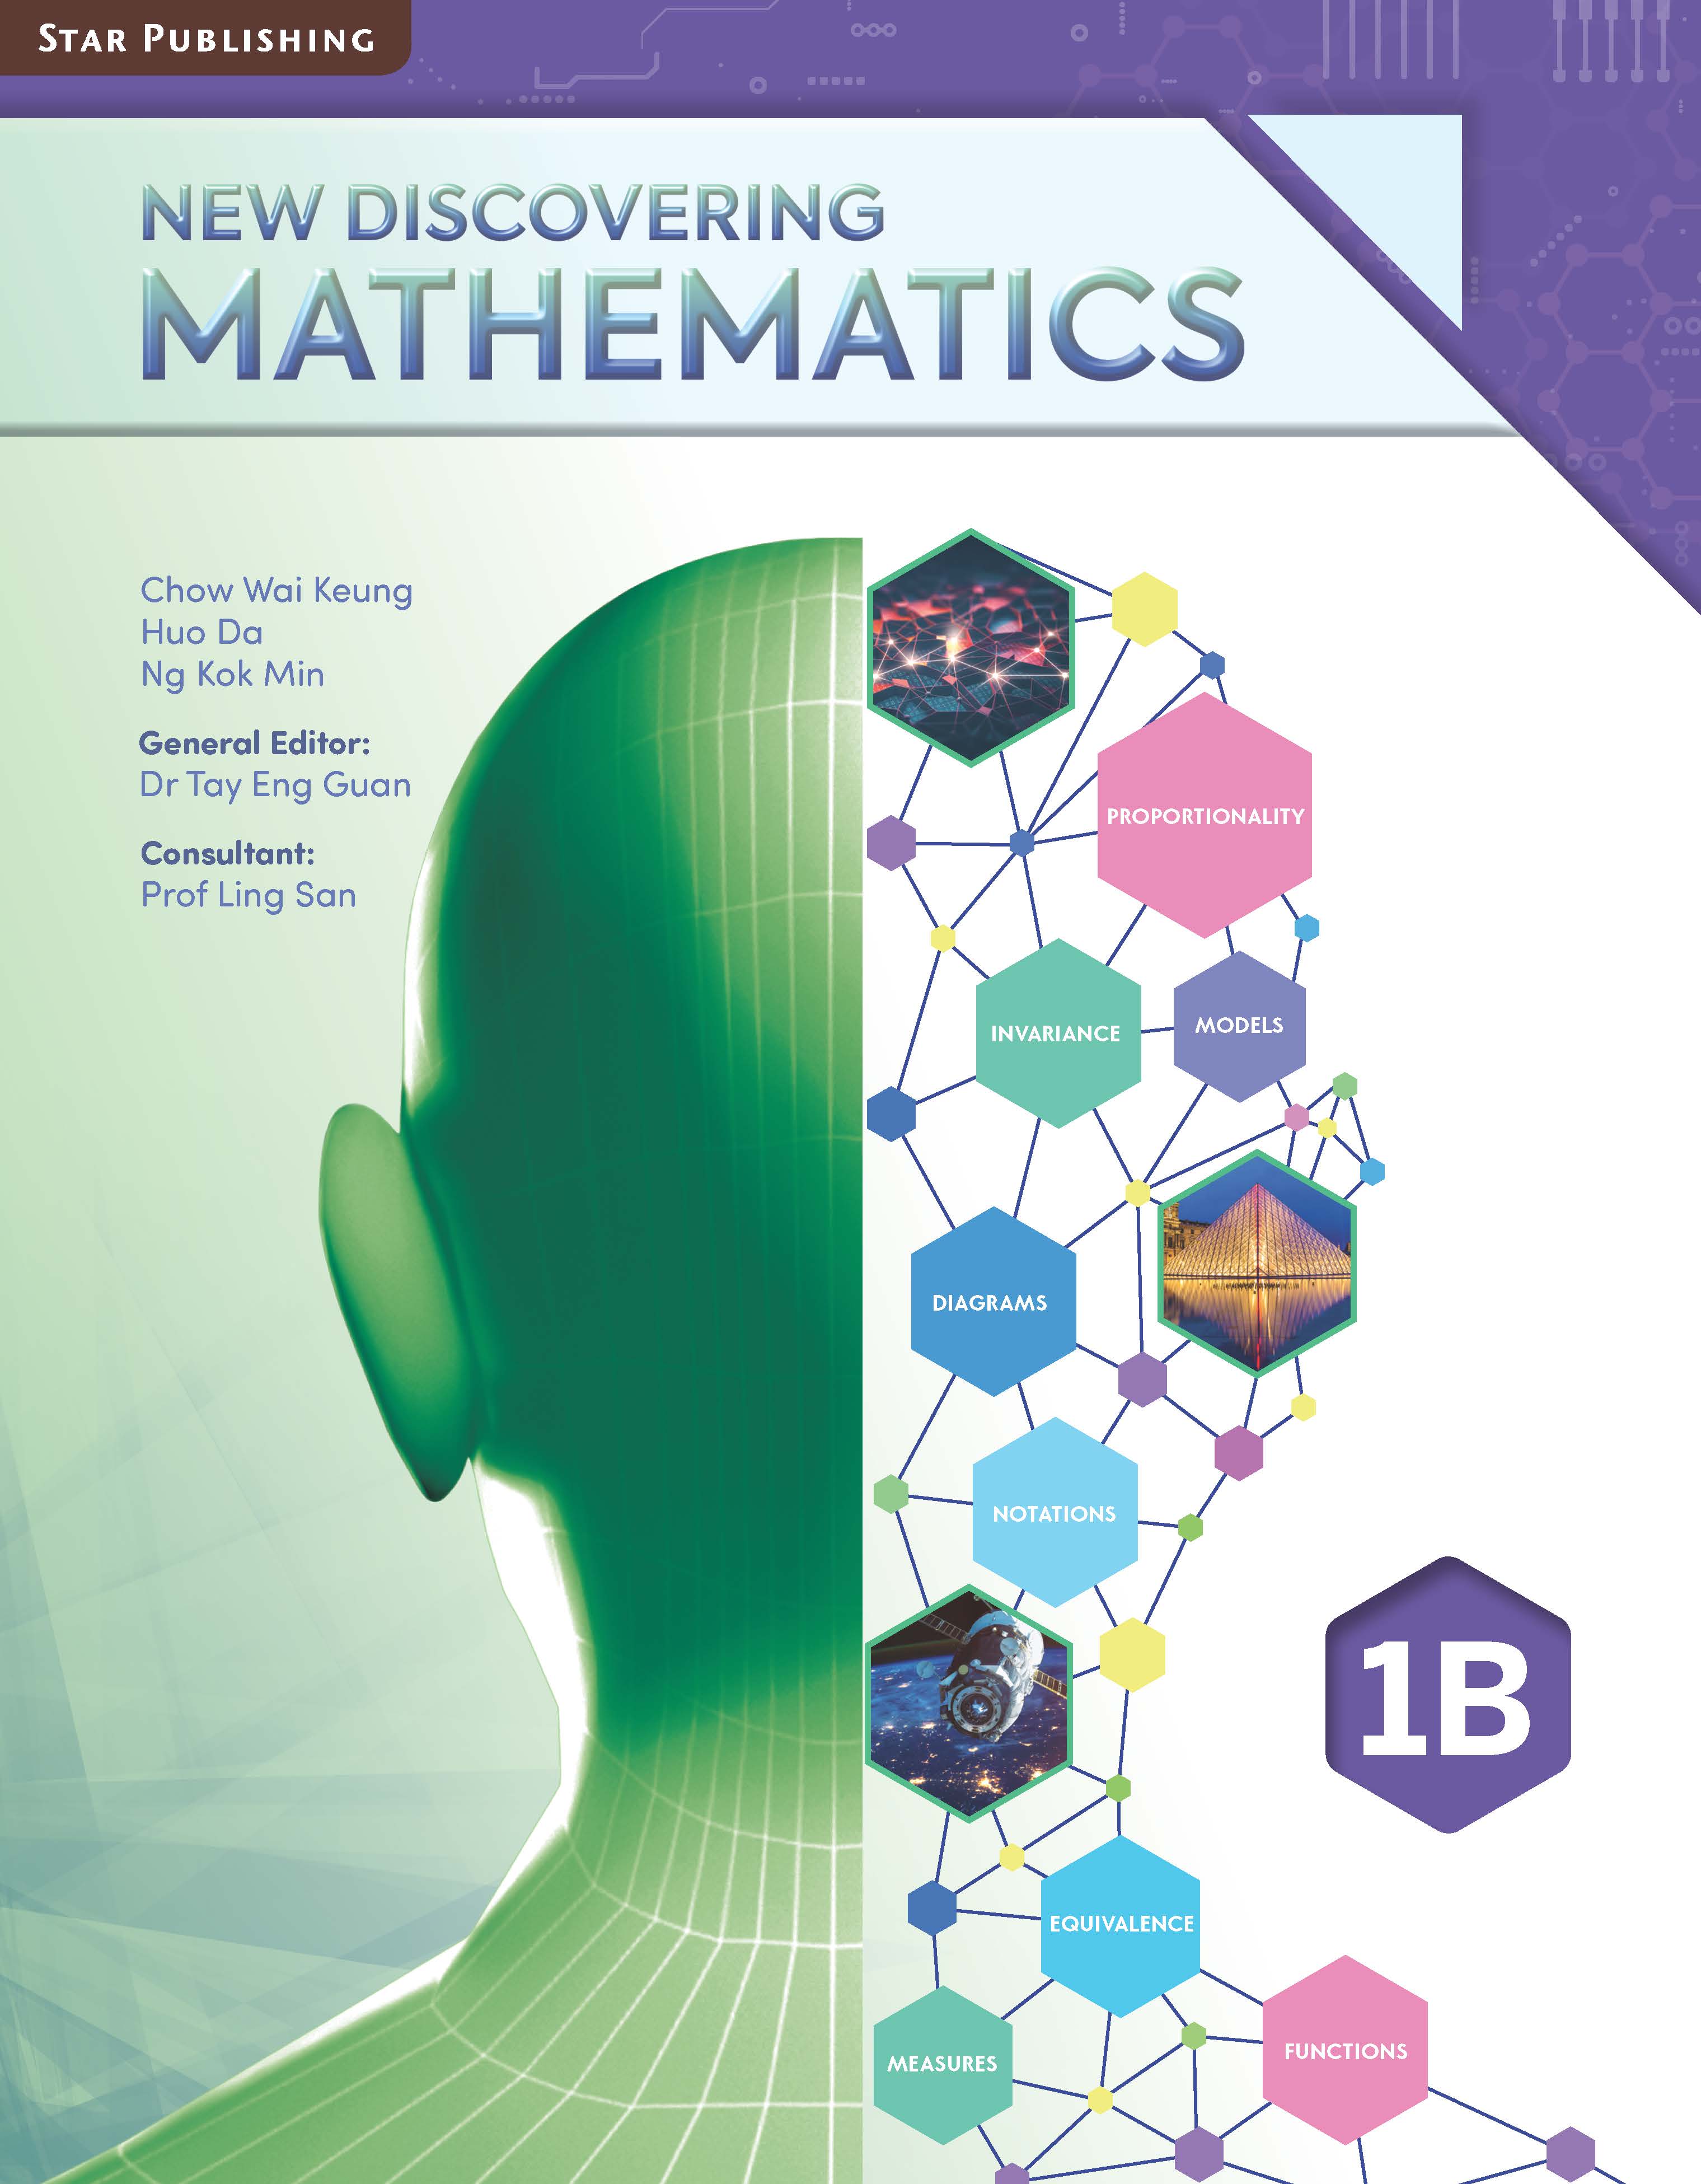 STAR PUBLISHING
NEW DISCOVERING
MATHEMATICS
Chow Wai Keung
Huo Da
Ng Kok Min
General Editor:
Dr Tay Eng Guan
Consultant:
Prof Ling San
PROPORTIONALITY
INVARIANCE
MODELS
DIAGRAMS
NOTATIONS
1B
EQUIVALENCE
MEASURES
FUNCTIONS